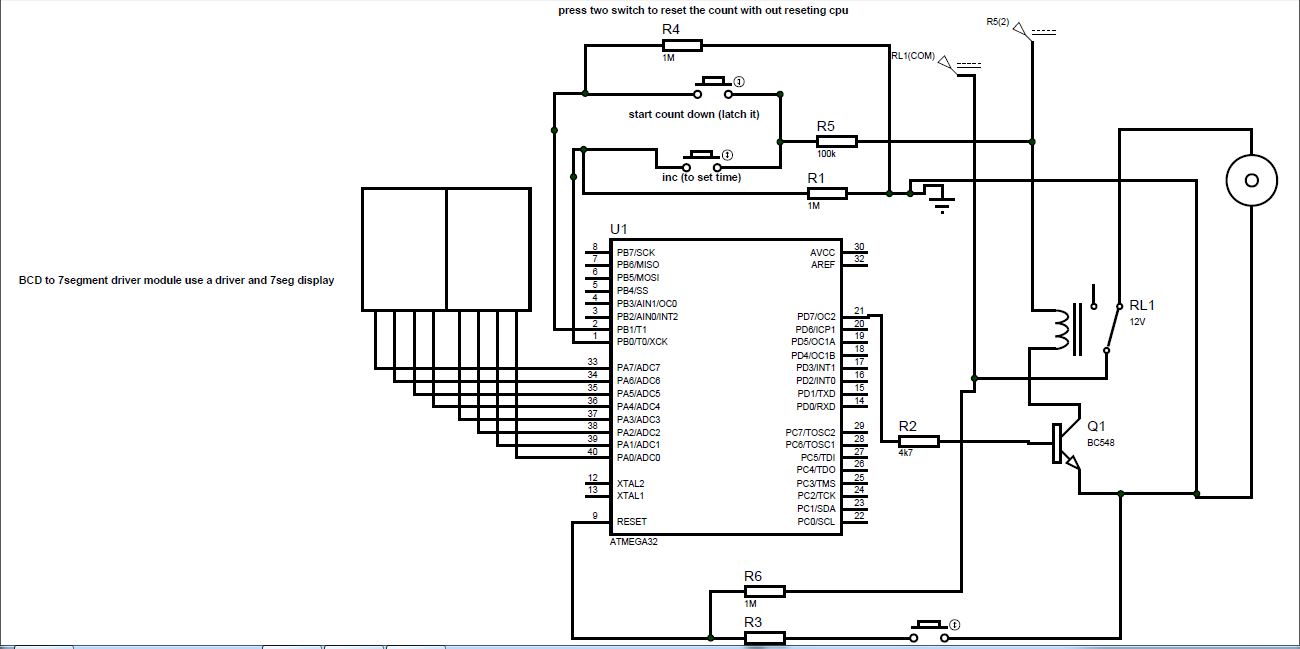 press two switch to reset the count with out reseting cpu
R5(2)
R4
1M
RL1(COM)
start count down (latch it)
R5
100k
inc (to set time)
R1
1M
U1
BCD to 7segment driver module use a driver and 7seg display
8 PB7/SCK AVCC 30
7 PB6/MISO AREF 32
6 PB5/MOSI
5 PB4/SS
4 PB3/AIN1/OC0
3 PB2/AIN0/INT2 PD7/OC2 21
2 PB1/T1 PD6/ICP1 20
1 PB0/T0/XCK PD5/OC1A 19
PD4/OC1B 18
33 PA7/ADC7 PD3/INT1 17
34 PA6/ADC6 PD2/INT0 16
35 PA5/ADC5 PD1/TXD 15
36 PA4/ADC4 PD0/RXD 14
37 PA3/ADC3
38 PA2/ADC2 PC7/TOSC2 29
39 PA1/ADC1 PC6/TOSC1 28
40 PA0/ADC0 PC5/TDI 27
PC4/TDO 26
12 XTAL2 PC3/TMS 25
13 XTAL1 PC2/TCK 24
PC1/SDA 23
9 RESET PC0/SCL 22
ATMEGA32
RL1
12V
R2
4k7
Q1
BC548
R6
1M
R3